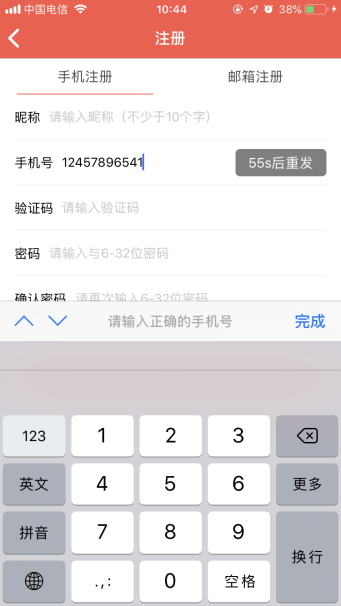 中国电信 10:44 38%
注册
手机注册 邮箱注册
昵称 请输入昵称（不少于10个字）
手机号 12457896541 55s后重发
验证码 请输入验证码
密码 请输入与6-32位密码
确认密码 请再次输入6-32位密码
请输入正确的手机号 完成
123 1 2 3
英文 4 5 6 更多
拼音 7 8 9 换行
.,: 0 空格